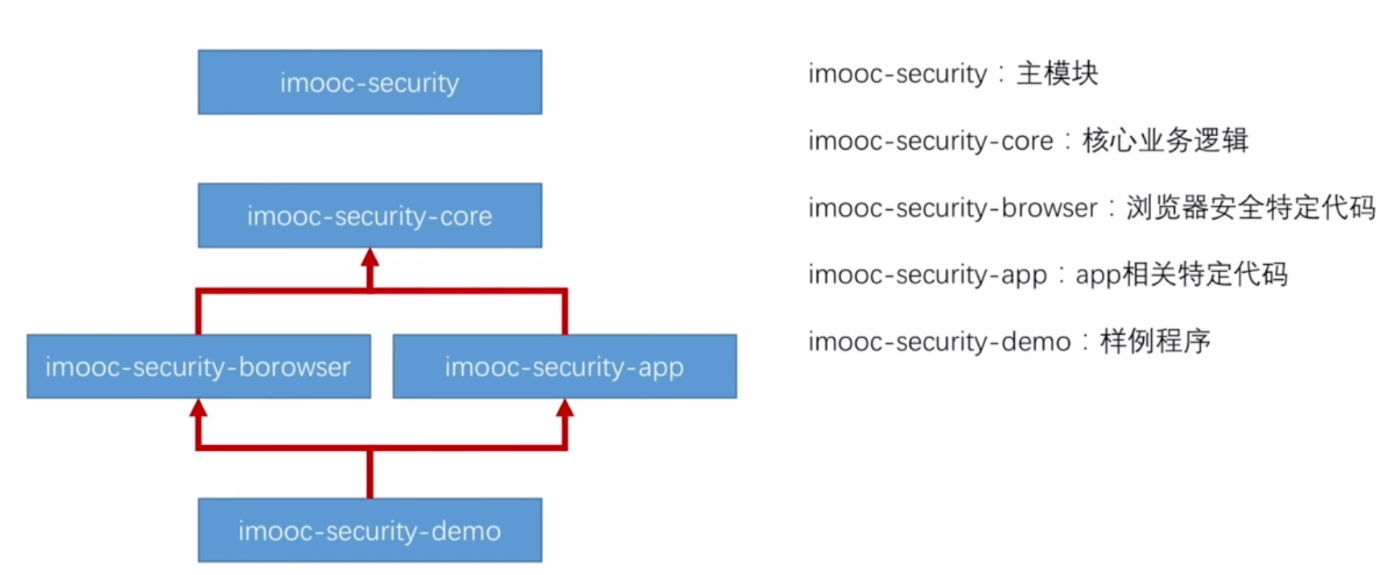 imooc-security
imooc-security-core
imooc-security-borowser
imooc-security-app
imooc-security-demo
imooc-security：主模块
imooc-security-core：核心业务逻辑
imooc-security-browser：浏览器安全特定代码
imooc-security-app：app相关特定代码
imooc-security-demo：样例程序